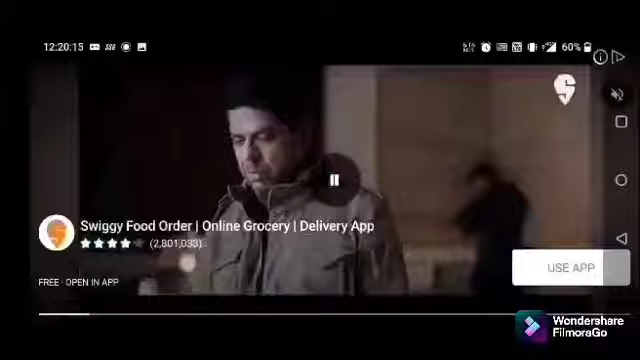 12:20:15
60%
Swiggy Food Order | Online Grocery | Delivery App
(2,801,033)
FREE · OPEN IN APP
USE APP
Wondershare
FilmoraGo